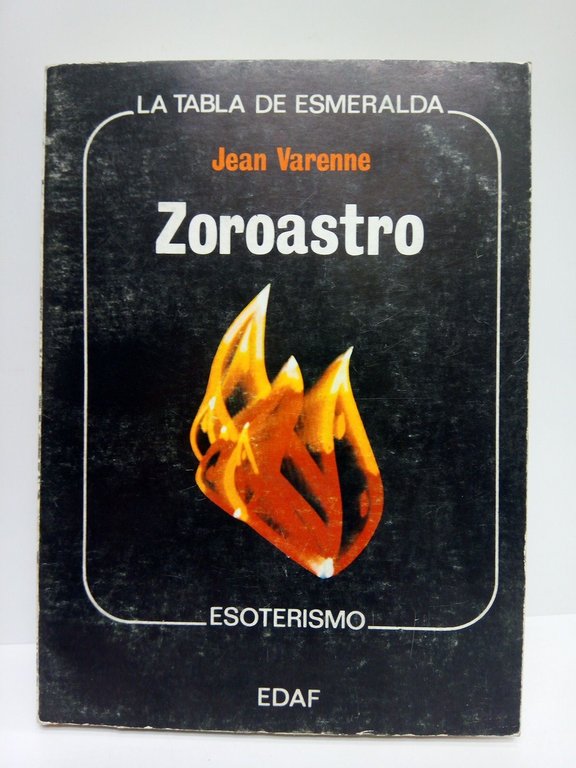 LA TABLA DE ESMERALDA
Jean Varenne
Zoroastro
ESOTERISMO
EDAF